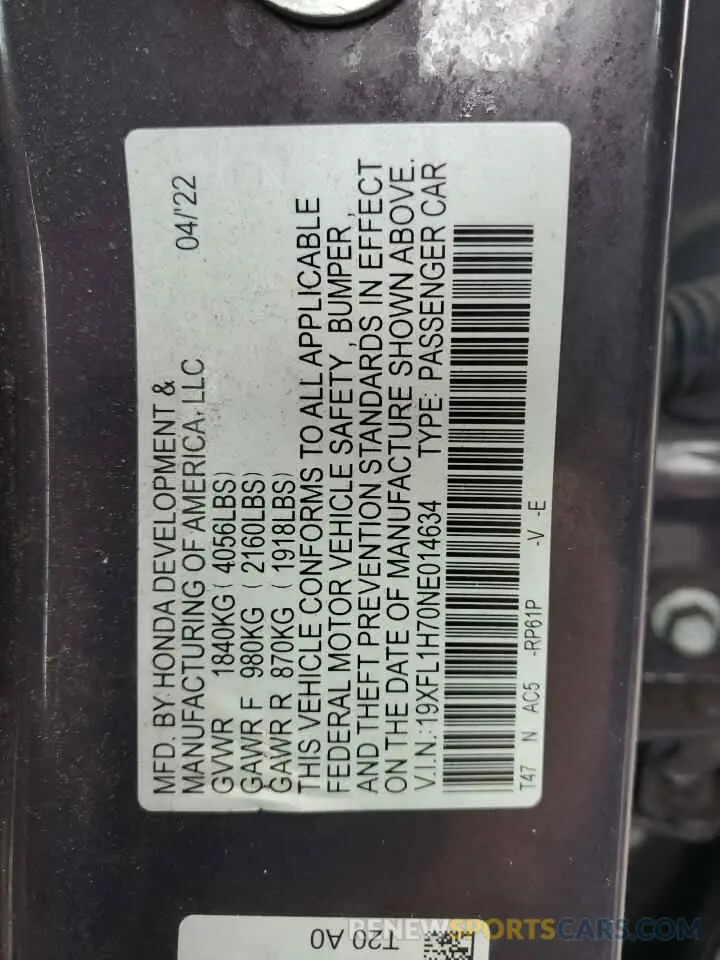 MFD. BY HONDA DEVELOPMENT &
MANUFACTURING OF AMERICA, LLC 04/'22
GVWR 1840KG ( 4056LBS)
GAWR F 980KG ( 2160LBS)
GAWR R 870KG ( 1918LBS)
THIS VEHICLE CONFORMS TO ALL APPLICABLE
FEDERAL MOTOR VEHICLE SAFETY , BUMPER ,
AND THEFT PREVENTION STANDARDS IN EFFECT
ON THE DATE OF MANUFACTURE SHOWN ABOVE.
V.I.N.:19XFL1H70NE014634 TYPE: PASSENGER CAR
T47 N AC5 -RP61P -V -E
T20 A0
RENEWSPORTSCARS.COM